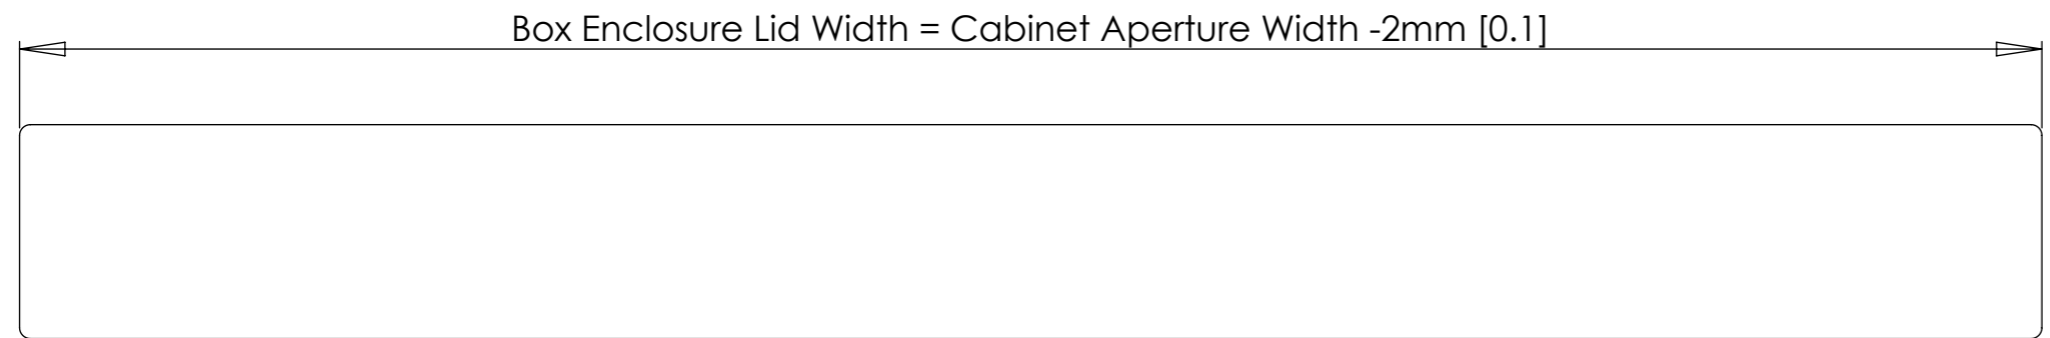 Box Enclosure Lid Width = Cabinet Aperture Width -2mm [0.1]